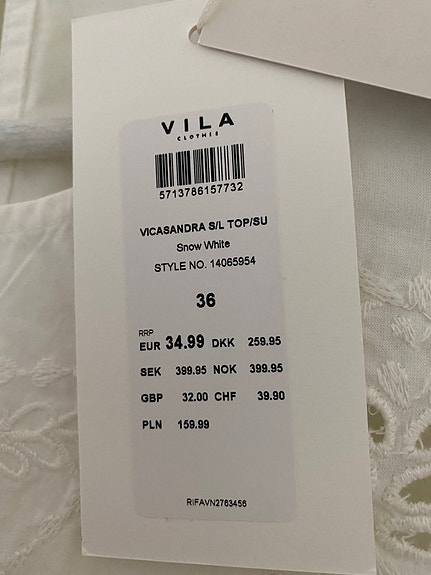 VILA
CLOTHES
5713786157732
VICASANDRA S/L TOP/SU
Snow White
STYLE NO. 14065954
36
RRP
EUR 34.99 DKK 259.95
SEK 399.95 NOK 399.95
GBP 32.00 CHF 39.90
PLN 159.99
RIFAVN2763456